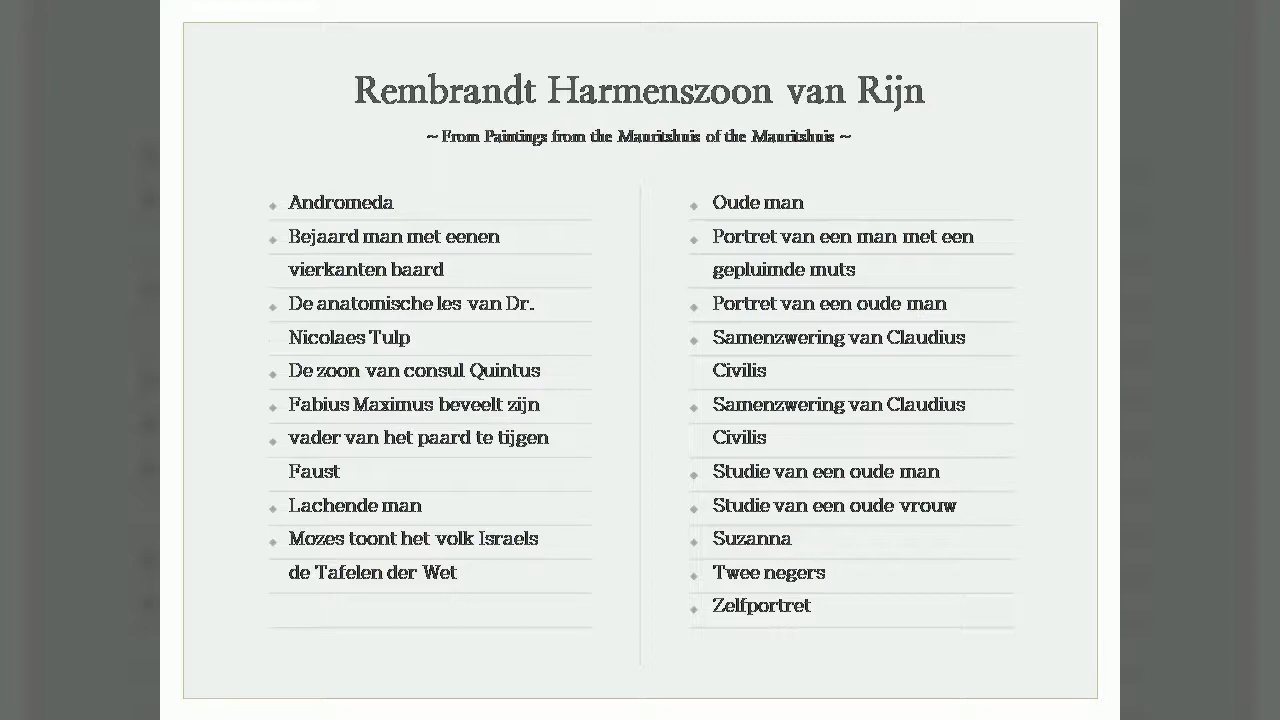 Rembrandt Harmenszoon van Rijn
~ From Paintings from the Mauritshuis of the Mauritshuis ~
Andromeda
Bejaard man met eenen
vierkanten baard
De anatomische les van Dr.
Nicolaes Tulp
De zoon van consul Quintus
Fabius Maximus beveelt zijn
vader van het paard te tijgen
Faust
Lachende man
Mozes toont het volk Israels
de Tafelen der Wet
Oude man
Portret van een man met een
gepluimde muts
Portret van een oude man
Samenzwering van Claudius
Civilis
Samenzwering van Claudius
Civilis
Studie van een oude man
Studie van een oude vrouw
Suzanna
Twee negers
Zelfportret